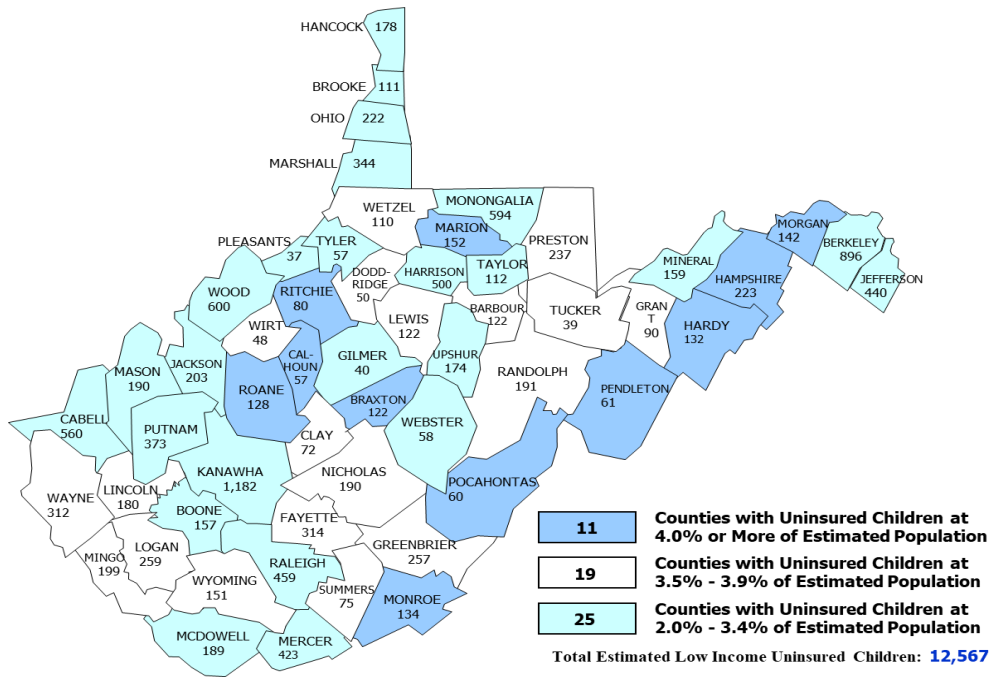 HANCOCK 178
BROOKE 111
OHIO 222
MARSHALL 344
WETZEL
110
MONONGALIA
594
MARION
152
PRESTON
237
MORGAN
142
BERKELEY
896
JEFFERSON
440
PLEASANTS
37
TYLER
57
DODD-
RIDGE
50
HARRISON
500
TAYLOR
112
MINERAL
159
HAMPSHIRE
223
WOOD
600
RITCHIE
80
WIRT
48
LEWIS
122
BARBOUR
122
TUCKER
39
GRAN
T
90
HARDY
132
CAL-
HOUN
57
GILMER
40
UPSHUR
174
RANDOLPH
191
PENDLETON
61
MASON
190
JACKSON
203
ROANE
128
BRAXTON
122
WEBSTER
58
CABELL
560
PUTNAM
373
CLAY
72
KANAWHA
1,182
NICHOLAS
190
POCAHONTAS
60
WAYNE
312
LINCOLN
180
BOONE
157
FAYETTE
314
GREENBRIER
257
MINGO
199
LOGAN
259
WYOMING
151
RALEIGH
459
SUMMERS
75
MONROE
134
MCDOWELL
189
MERCER
423
11 Counties with Uninsured Children at
4.0% or More of Estimated Population
19 Counties with Uninsured Children at
3.5% - 3.9% of Estimated Population
25 Counties with Uninsured Children at
2.0% - 3.4% of Estimated Population
Total Estimated Low Income Uninsured Children: 12,567